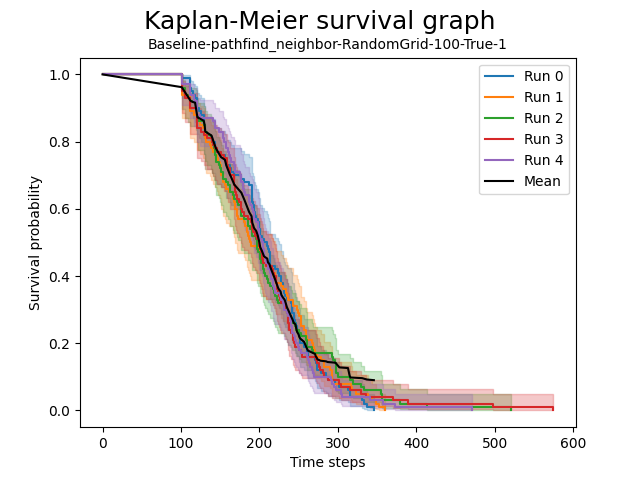 Kaplan-Meier survival graph
Baseline-pathfind_neighbor-RandomGrid-100-True-1
Survival probability
1.0
0.8
0.6
0.4
0.2
0.0
0
100
200
300
400
500
600
Time steps
Run 0
Run 1
Run 2
Run 3
Run 4
Mean